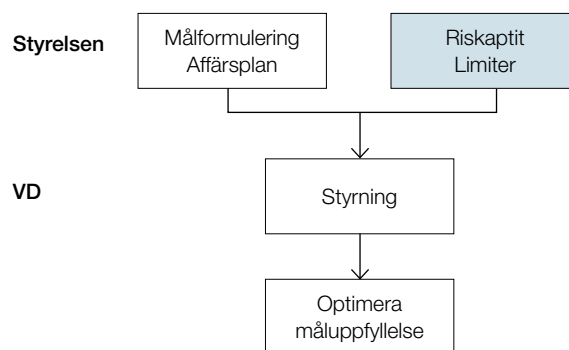 Styrelsen
Målformulering
Affärsplan
Riskaptit
Limiter
VD
Styrning
Optimera
måluppfyllelse